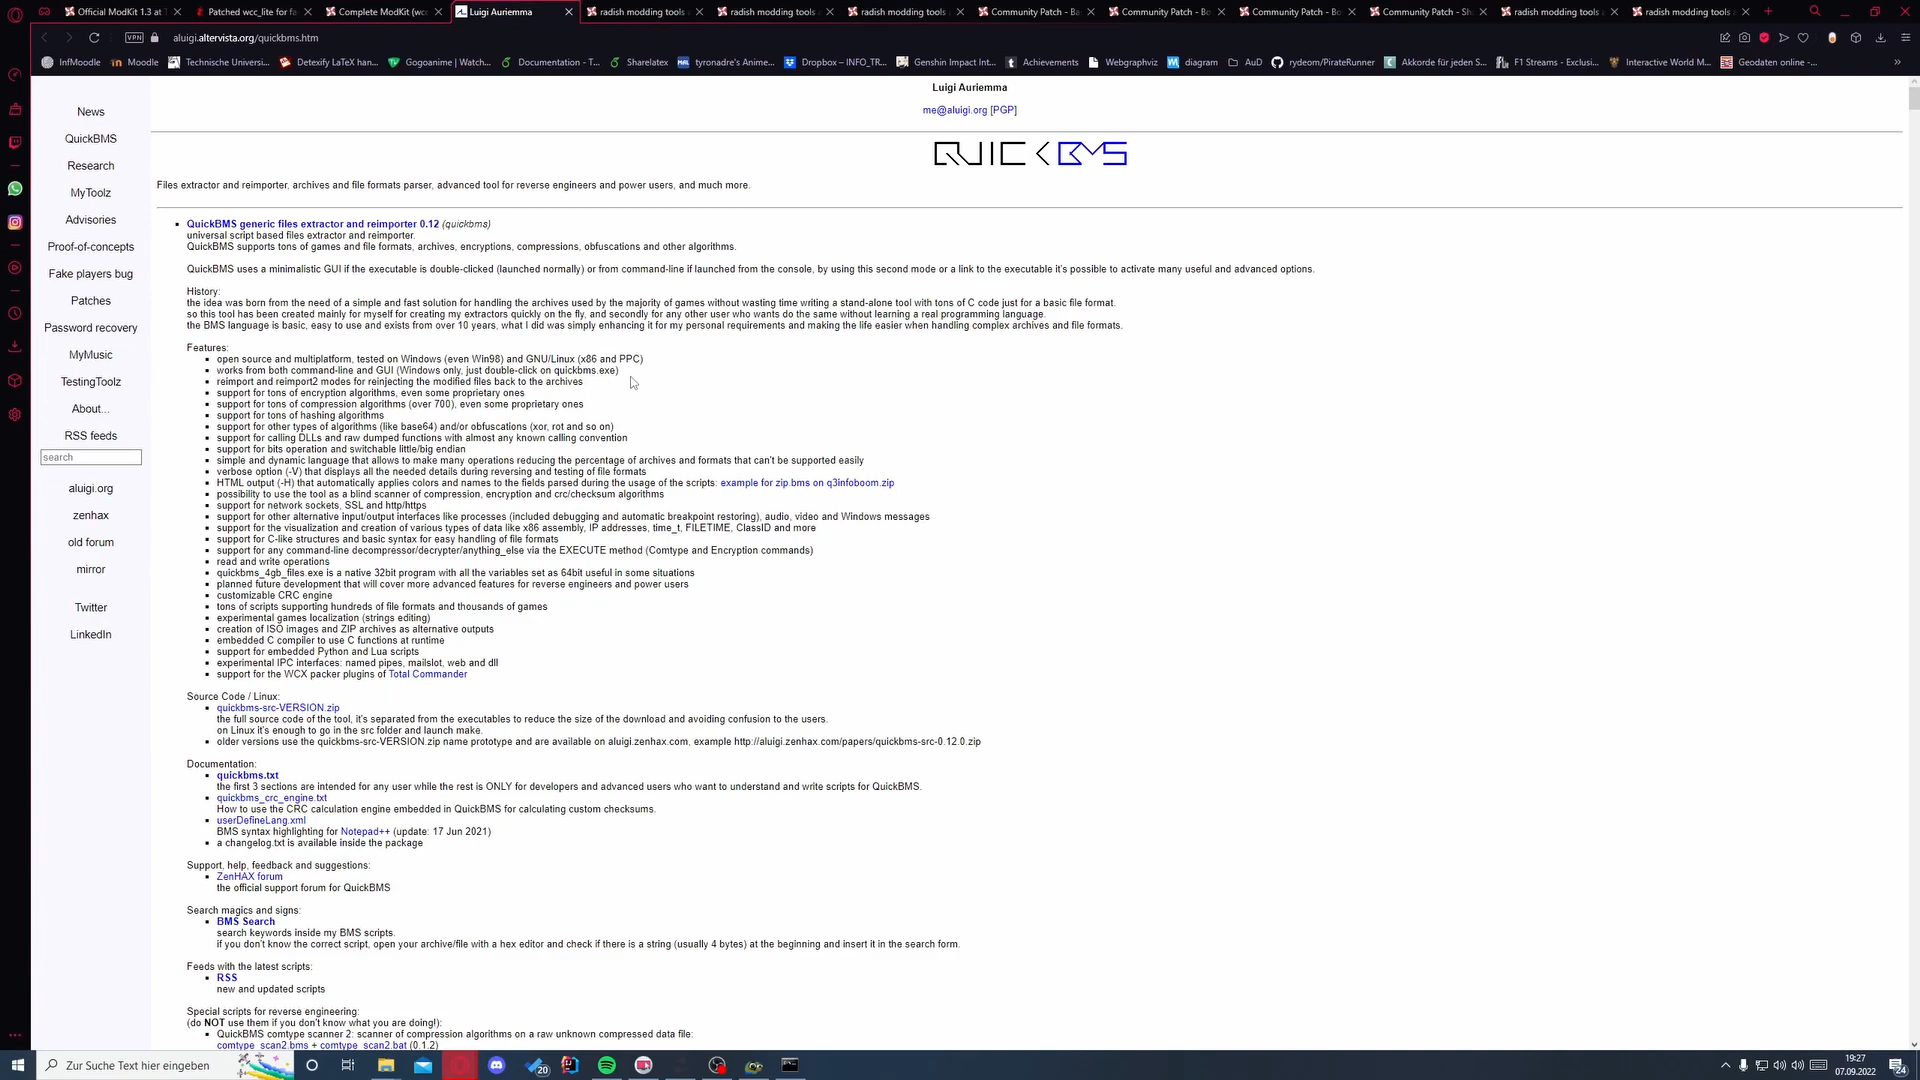 Official ModKit 1.3 at T
Patched wcc_lite for fa
Complete ModKit (wcc
Luigi Auriemma
radish modding tools
radish modding tools
radish modding tools
Community Patch - Ba
Community Patch - Bo
Community Patch - Bo
Community Patch - Sh
radish modding tools
radish modding tools
VPN
aluigi.altervista.org/quickbms.htm
InfMoodle
Moodle
Technische Universi...
Detexify LaTeX han...
Gogoanime | Watch...
Documentation - T...
Sharelatex
tyronadre's Anime...
Dropbox – INFO_TR...
Genshin Impact Int...
Achievements
Webgraphviz
diagram
AuD
rydeom/PirateRunner
Akkorde für jeden S...
F1 Streams - Exclusi...
Interactive World M...
Geodaten online -...
News
QuickBMS
Research
MyToolz
Advisories
Proof-of-concepts
Fake players bug
Patches
Password recovery
MyMusic
TestingToolz
About...
RSS feeds
search
aluigi.org
zenhax
old forum
mirror
Twitter
LinkedIn
Luigi Auriemma
me@aluigi.org [PGP]
QUICKBMS
Files extractor and reimporter, archives and file formats parser, advanced tool for reverse engineers and power users, and much more.
QuickBMS generic files extractor and reimporter 0.12 (quickbms)
universal script based files extractor and reimporter.
QuickBMS supports tons of games and file formats, archives, encryptions, compressions, obfuscations and other algorithms.
QuickBMS uses a minimalistic GUI if the executable is double-clicked (launched normally) or from command-line if launched from the console, by using this second mode or a link to the executable it's possible to activate many useful and advanced options.
History:
the idea was born from the need of a simple and fast solution for handling the archives used by the majority of games without wasting time writing a stand-alone tool with tons of C code just for a basic file format.
so this tool has been created mainly for myself for creating my extractors quickly on the fly, and secondly for any other user who wants do the same without learning a real programming language.
the BMS language is basic, easy to use and exists from over 10 years, what I did was simply enhancing it for my personal requirements and making the life easier when handling complex archives and file formats.
Features:
open source and multiplatform, tested on Windows (even Win98) and GNU/Linux (x86 and PPC)
works from both command-line and GUI (Windows only, just double-click on quickbms.exe)
reimport and reimport2 modes for reinjecting the modified files back to the archives
support for tons of encryption algorithms, even some proprietary ones
support for tons of compression algorithms (over 700), even some proprietary ones
support for tons of hashing algorithms
support for other types of algorithms (like base64) and/or obfuscations (xor, rot and so on)
support for calling DLLs and raw dumped functions with almost any known calling convention
support for bits operation and switchable little/big endian
simple and dynamic language that allows to make many operations reducing the percentage of archives and formats that can't be supported easily
verbose option (-V) that displays all the needed details during reversing and testing of file formats
HTML output (-H) that automatically applies colors and names to the fields parsed during the usage of the scripts: example for zip.bms on q3infoboom.zip
possibility to use the tool as a blind scanner of compression, encryption and crc/checksum algorithms
support for network sockets, SSL and http/https
support for other alternative input/output interfaces like processes (included debugging and automatic breakpoint restoring), audio, video and Windows messages
support for the visualization and creation of various types of data like x86 assembly, IP addresses, time_t, FILETIME, ClassID and more
support for C-like structures and basic syntax for easy handling of file formats
support for any command-line decompressor/decrypter/anything_else via the EXECUTE method (Comtype and Encryption commands)
read and write operations
quickbms_4gb_files.exe is a native 32bit program with all the variables set as 64bit useful in some situations
planned future development that will cover more advanced features for reverse engineers and power users
customizable CRC engine
tons of scripts supporting hundreds of file formats and thousands of games
experimental games localization (strings editing)
creation of ISO images and ZIP archives as alternative outputs
embedded C compiler to use C functions at runtime
support for embedded Python and Lua scripts
experimental IPC interfaces: named pipes, mailslot, web and dll
support for the WCX packer plugins of Total Commander
Source Code / Linux:
quickbms-src-VERSION.zip
the full source code of the tool, it's separated from the executables to reduce the size of the download and avoiding confusion to the users.
on Linux it's enough to go in the src folder and launch make.
older versions use the quickbms-src-VERSION.zip name prototype and are available on aluigi.zenhax.com, example http://aluigi.zenhax.com/papers/quickbms-src-0.12.0.zip
Documentation:
quickbms.txt
the first 3 sections are intended for any user while the rest is ONLY for developers and advanced users who want to understand and write scripts for QuickBMS.
quickbms_crc_engine.txt
How to use the CRC calculation engine embedded in QuickBMS for calculating custom checksums.
userDefineLang.xml
BMS syntax highlighting for Notepad++ (update: 17 Jun 2021)
a changelog.txt is available inside the package
Support, help, feedback and suggestions:
ZenHAX forum
the official support forum for QuickBMS
Search magics and signs:
BMS Search
search keywords inside my BMS scripts.
if you don't know the correct script, open your archive/file with a hex editor and check if there is a string (usually 4 bytes) at the beginning and insert it in the search form.
Feeds with the latest scripts:
RSS
new and updated scripts
Special scripts for reverse engineering:
(do NOT use them if you don't know what you are doing!):
QuickBMS comtype scanner 2: scanner of compression algorithms on a raw unknown compressed data file:
comtype_scan2.bms + comtype_scan2.bat (0.1.2)
Zur Suche Text hier eingeben
20
19:27
07.09.2022
24